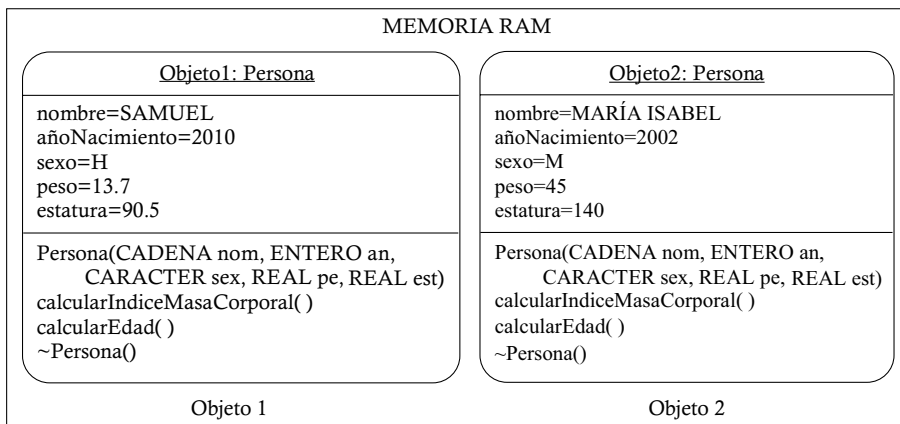 MEMORIA RAM
Objeto1: Persona
nombre=SAMUEL
añoNacimiento=2010
sexo=H
peso=13.7
estatura=90.5
Persona(CADENA nom, ENTERO an,
CARACTER sex, REAL pe, REAL est)
calcularIndiceMasaCorporal( )
calcularEdad( )
~Persona()
Objeto 1
Objeto2: Persona
nombre=MARÍA ISABEL
añoNacimiento=2002
sexo=M
peso=45
estatura=140
Persona(CADENA nom, ENTERO an,
CARACTER sex, REAL pe, REAL est)
calcularIndiceMasaCorporal( )
calcularEdad( )
~Persona()
Objeto 2